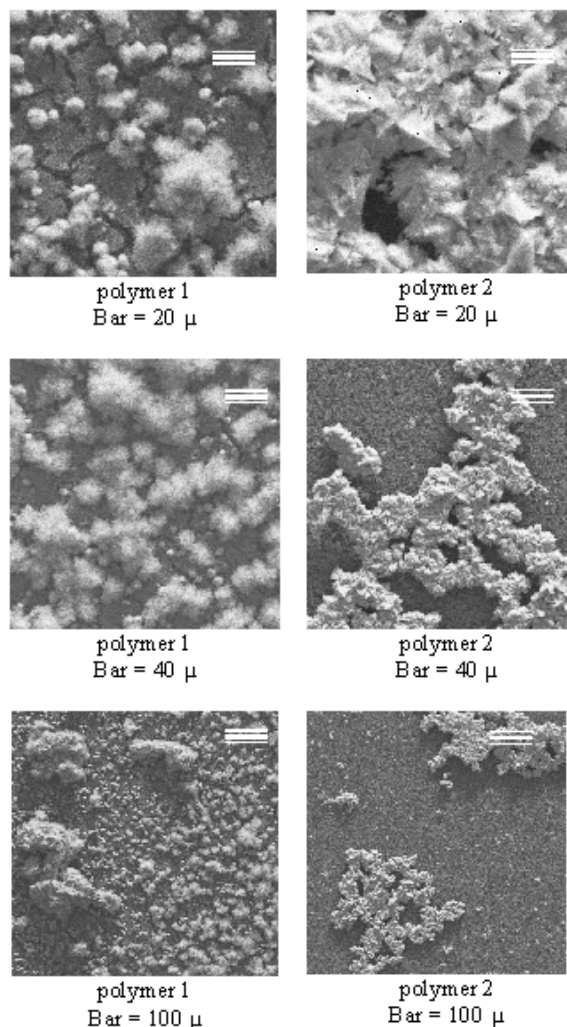 polymer 1
Bar = 20 μ
polymer 2
Bar = 20 μ
polymer 1
Bar = 40 μ
polymer 2
Bar = 40 μ
polymer 1
Bar = 100 μ
polymer 2
Bar = 100 μ